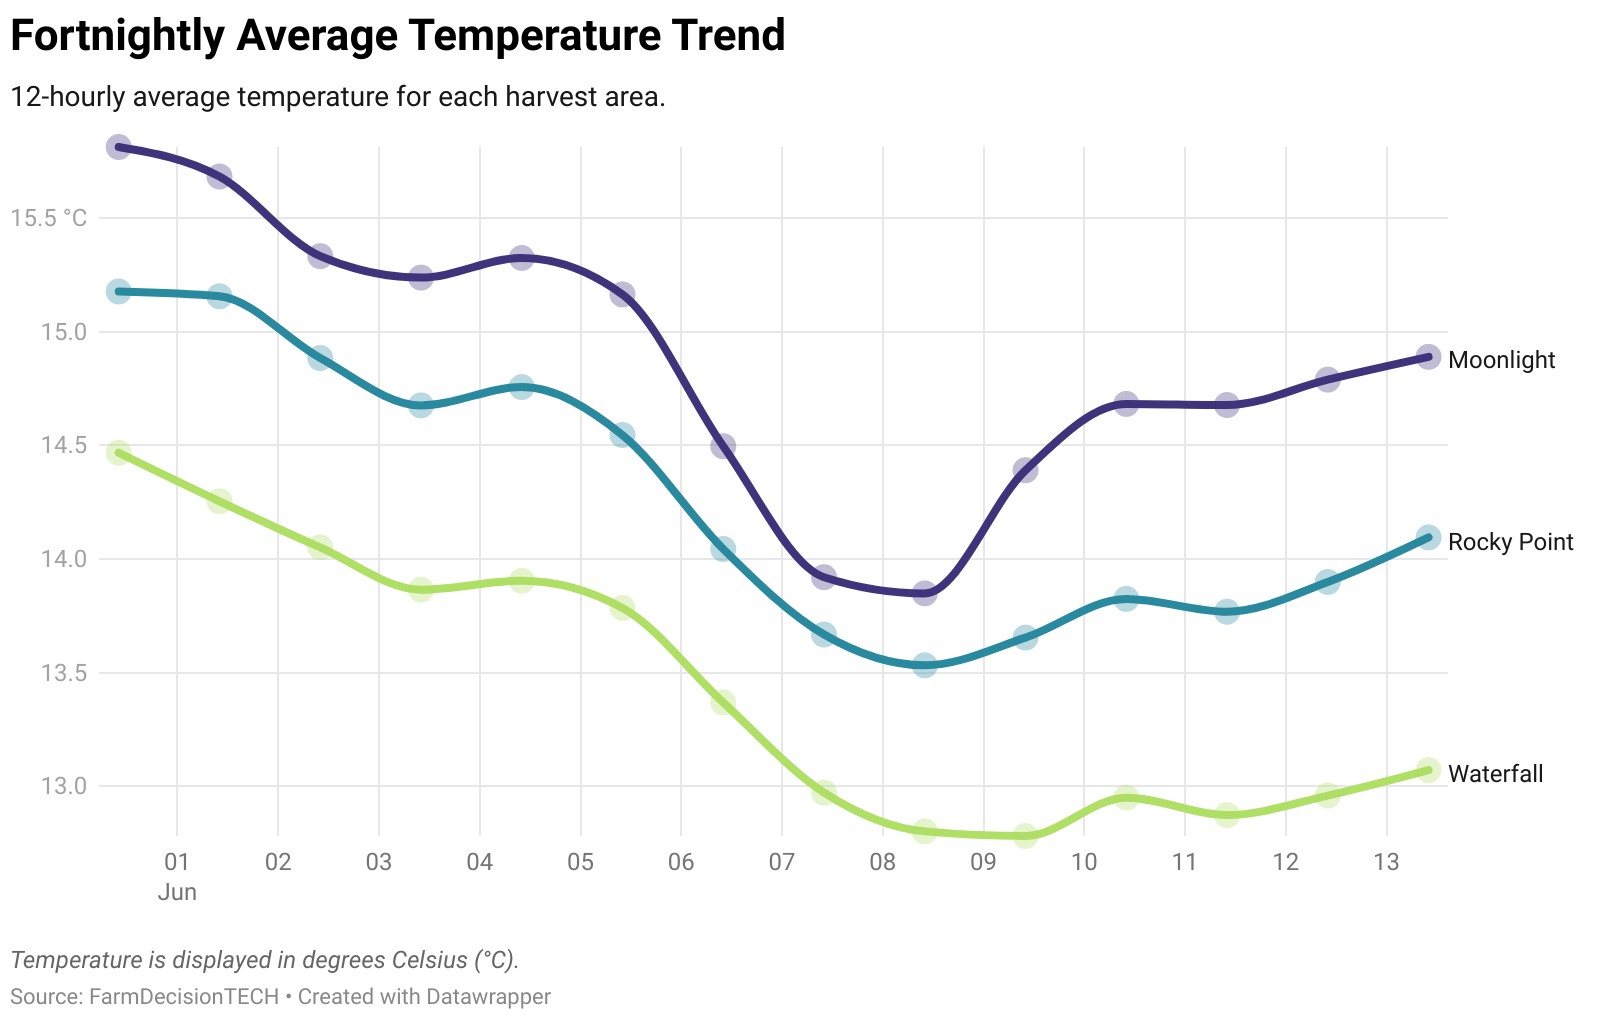 Fortnightly Average Temperature Trend
12-hourly average temperature for each harvest area.
15.5 °C
15.0
14.5
14.0
13.5
13.0
Moonlight
Rocky Point
Waterfall
01 02 03 04 05 06 07 08 09 10 11 12 13
Jun
Temperature is displayed in degrees Celsius (°C).
Source: FarmDecisionTECH • Created with Datawrapper